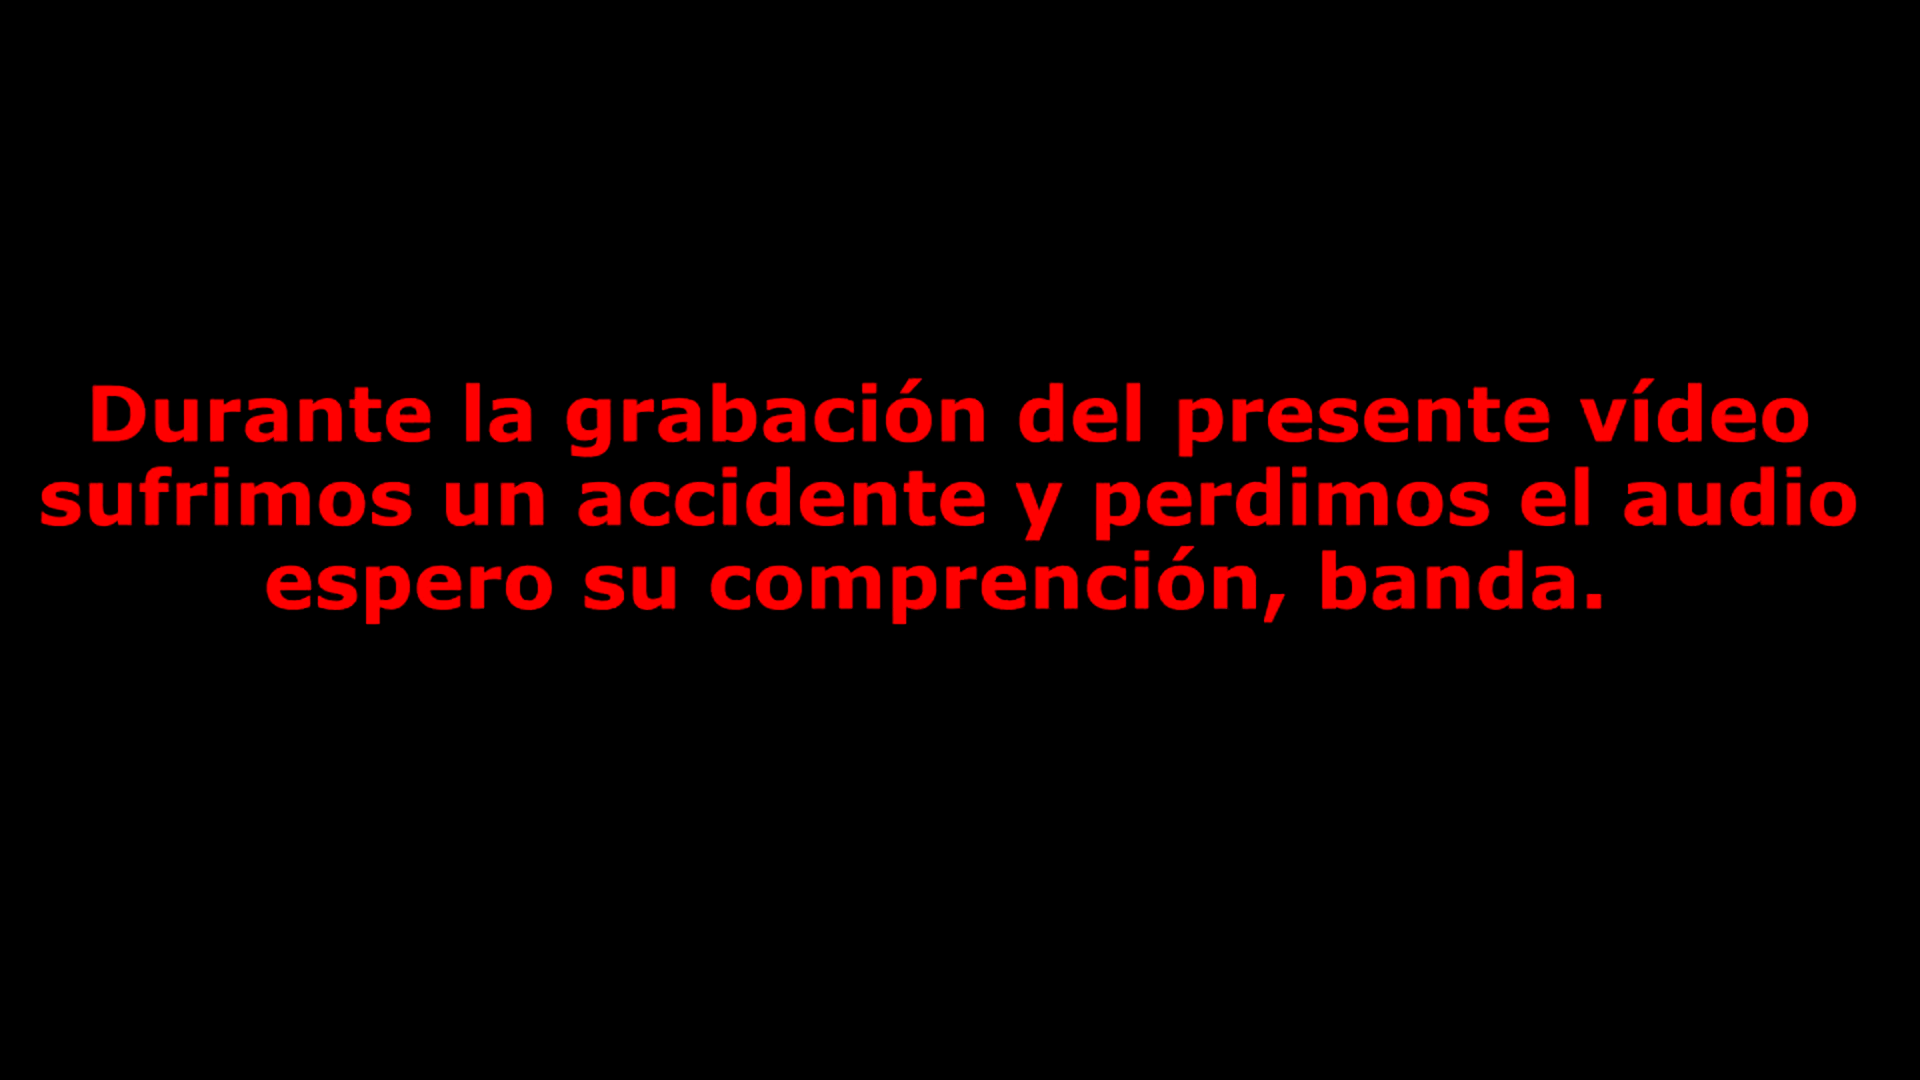 Durante la grabación del presente vídeo
sufrimos un accidente y perdimos el audio
espero su comprención, banda.